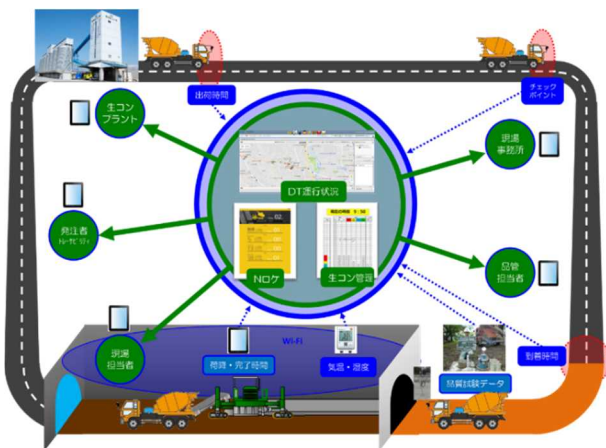 生コン
プラント
出荷時間
チェック
ポイント
現場
事務所
DT運行状況
発注者
トレーサビリティ
Nロケ
生コン管理
品管
担当者
現場
担当者
Wi-Fi
荷卸・完了時間
気温・湿度
品質試験データ
到着時間